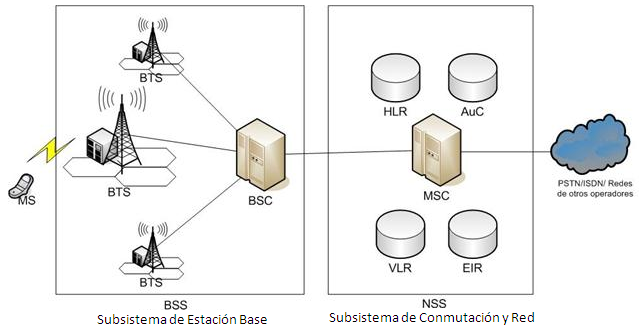 BTS
HLR
AuC
BTS
BSC
MSC
PSTN/ISDN/ Redes
de otros operadores
MS
BTS
VLR
EIR
BSS
NSS
Subsistema de Estación Base
Subsistema de Conmutación y Red